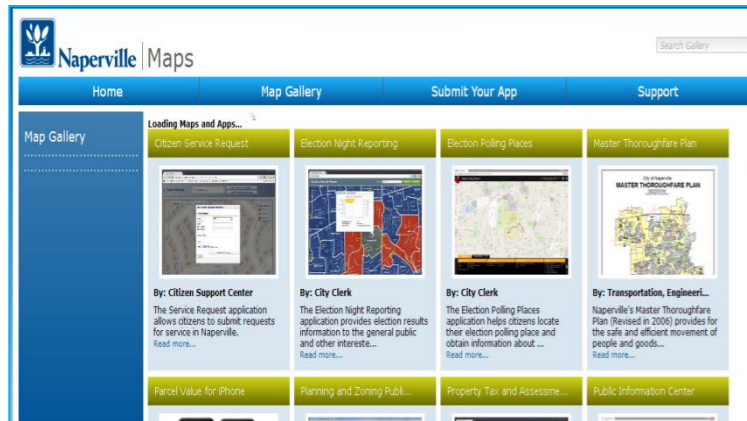 Naperville Maps
Search Gallery
Home Map Gallery Submit Your App Support
Map Gallery
Loading Maps and Apps...
Citizen Service Request
Election Night Reporting
Election Polling Places
Master Thoroughfare Plan
City of Naperville
MASTER THOROUGHFARE PLAN
By: Citizen Support Center
The Service Request application
allows citizens to submit requests
for service in Naperville.
Read more...
By: City Clerk
The Election Night Reporting
application provides election results
information to the general public
and other intereste...
Read more...
By: City Clerk
The Election Polling Places
application helps citizens locate
their election polling place and
obtain information about ...
Read more...
By: Transportation, Engineeri...
Naperville's Master Thoroughfare
Plan (Revised in 2006) provides for
the safe and efficient movement of
people and goods...
Read more...
Parcel Value for iPhone
Planning and Zoning Publi...
Property Tax and Assessme...
Public Information Center